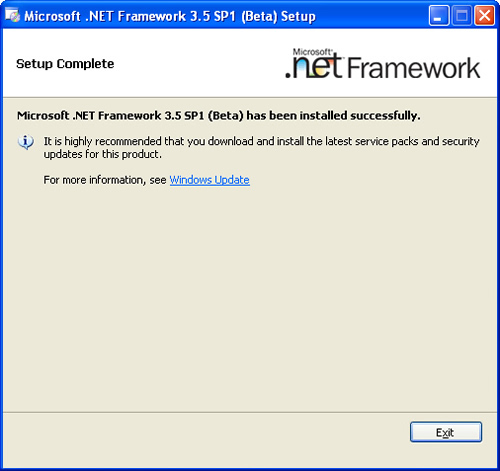 Microsoft .NET Framework 3.5 SP1 (Beta) Setup
Setup Complete
Microsoft
.net Framework
Microsoft .NET Framework 3.5 SP1 (Beta) has been installed successfully.
It is highly recommended that you download and install the latest service packs and security
updates for this product.
For more information, see Windows Update
Exit